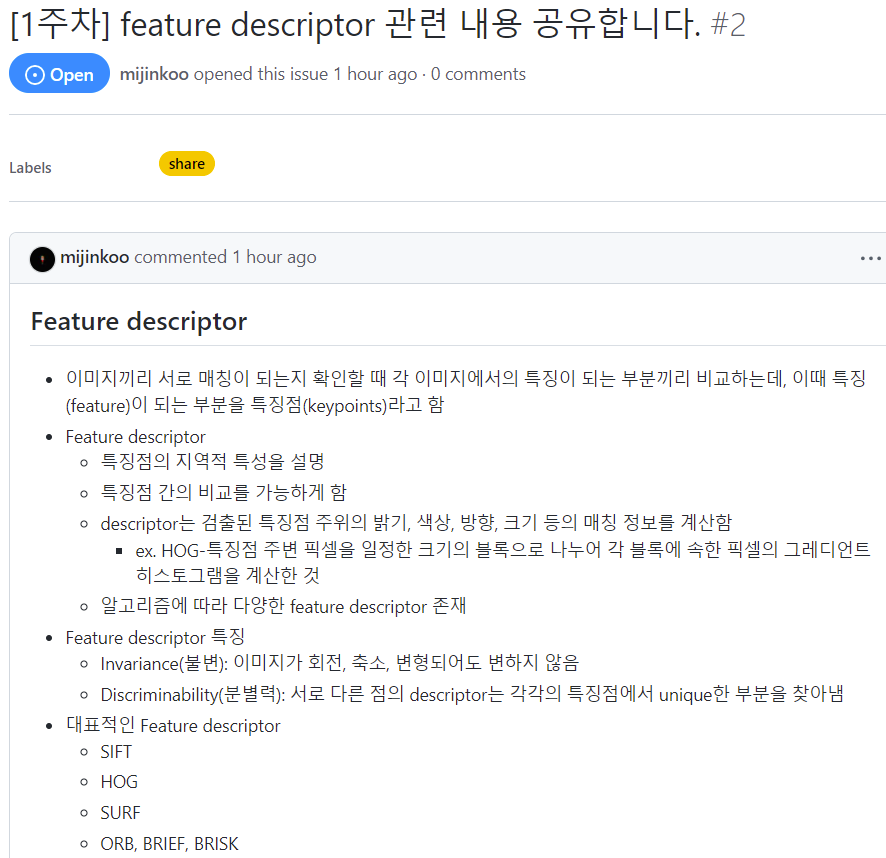 [1주차] feature descriptor 관련 내용 공유합니다. #2
Open mijinkoo opened this issue 1 hour ago · 0 comments
Labels share
mijinkoo commented 1 hour ago ...
Feature descriptor
• 이미지끼리 서로 매칭이 되는지 확인할 때 각 이미지에서의 특징이 되는 부분끼리 비교하는데, 이때 특징
(feature)이 되는 부분을 특징점(keypoints)라고 함
• Feature descriptor
◦ 특징점의 지역적 특성을 설명
◦ 특징점 간의 비교를 가능하게 함
◦ descriptor는 검출된 특징점 주위의 밝기, 색상, 방향, 크기 등의 매칭 정보를 계산함
▪ ex. HOG-특징점 주변 픽셀을 일정한 크기의 블록으로 나누어 각 블록에 속한 픽셀의 그레디언트
히스토그램을 계산한 것
◦ 알고리즘에 따라 다양한 feature descriptor 존재
• Feature descriptor 특징
◦ Invariance(불변): 이미지가 회전, 축소, 변형되어도 변하지 않음
◦ Discriminability(분별력): 서로 다른 점의 descriptor는 각각의 특징점에서 unique한 부분을 찾아냄
• 대표적인 Feature descriptor
◦ SIFT
◦ HOG
◦ SURF
◦ ORB, BRIEF, BRISK